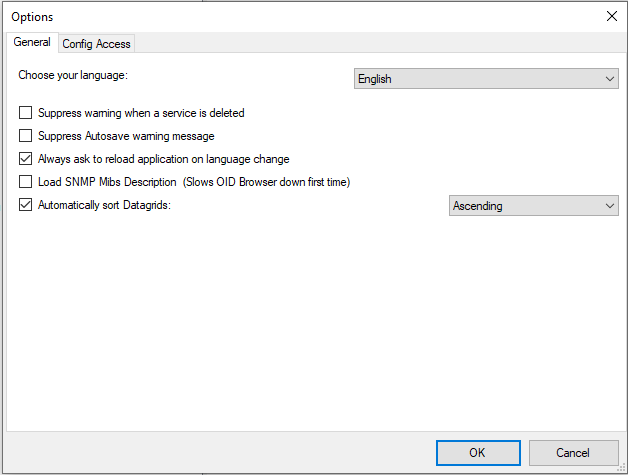 Options
General
Config Access
Choose your language:
English
Suppress warning when a service is deleted
Suppress Autosave warning message
Always ask to reload application on language change
Load SNMP Mibs Description (Slows OID Browser down first time)
Automatically sort Datagrids:
Ascending
OK
Cancel